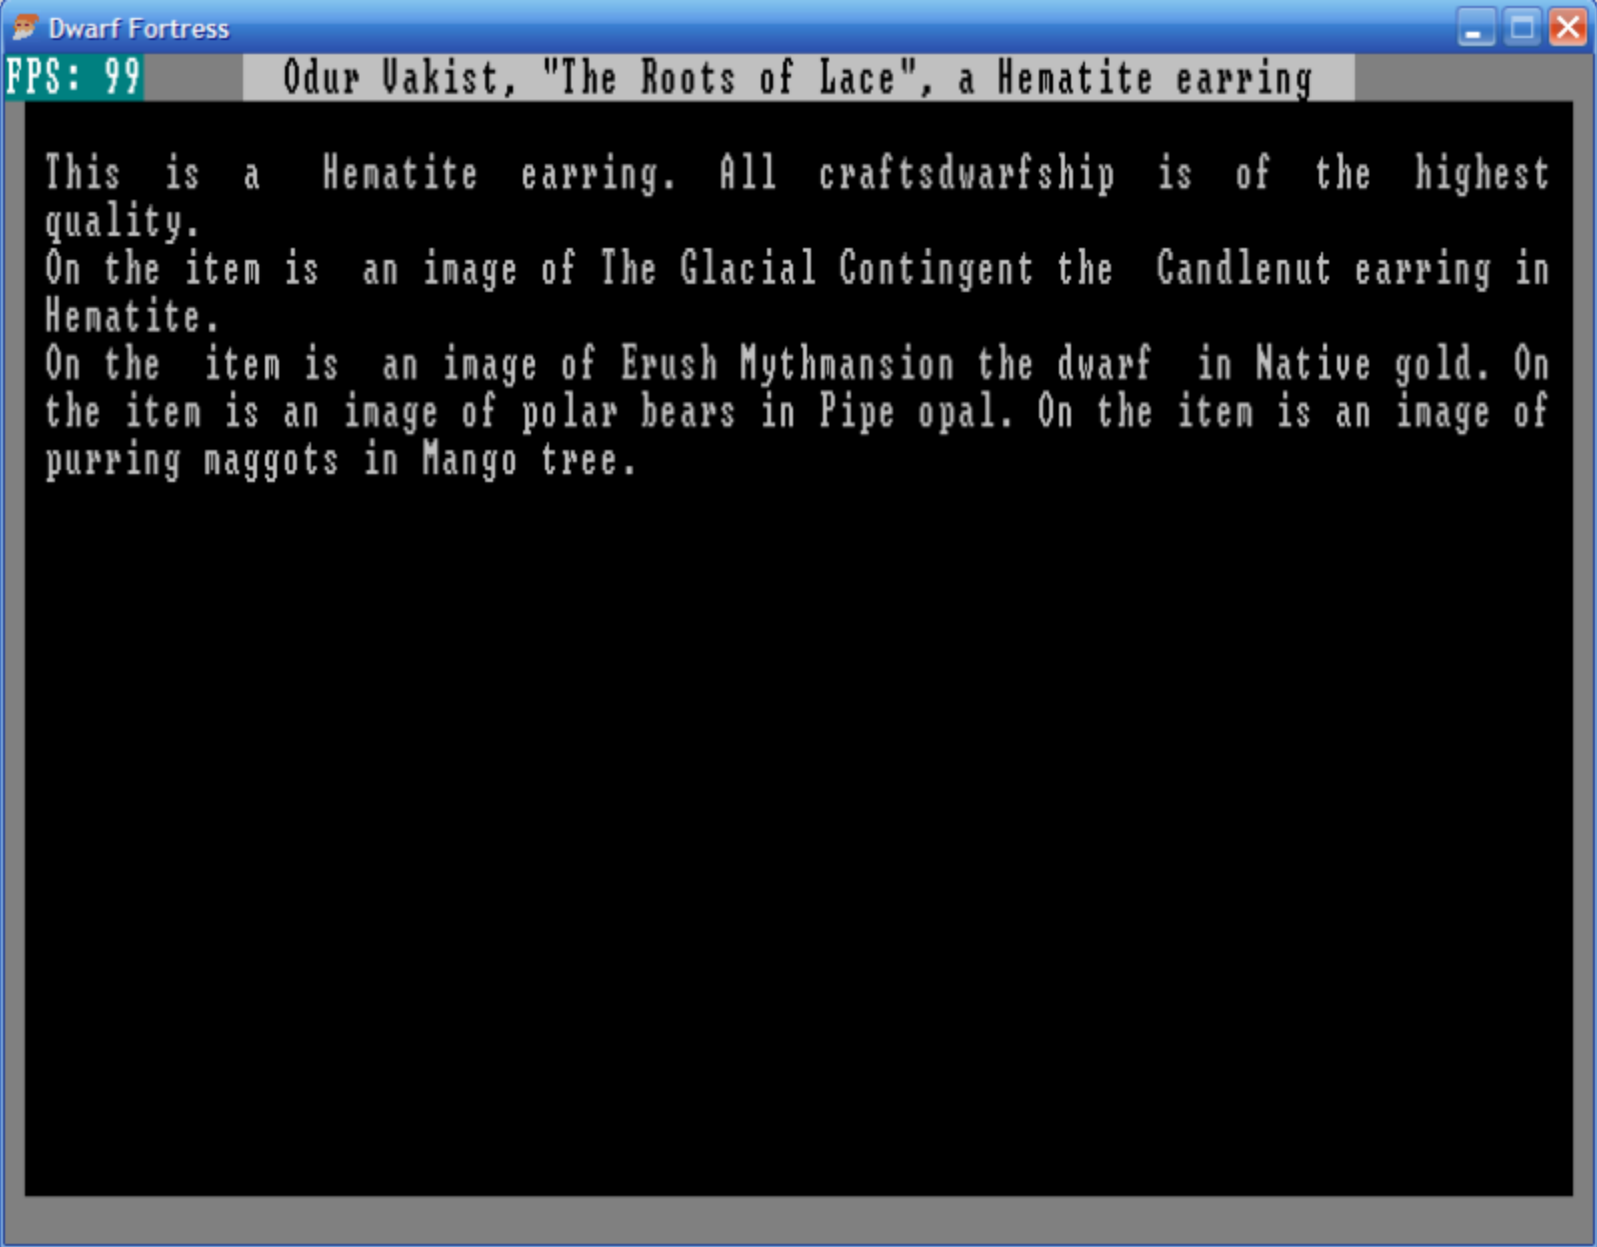 Dwarf Fortress
FPS: 99
Odur Vakist, "The Roots of Lace", a Hematite earring
This is a Hematite earring. All craftsdwarfship is of the highest
quality.
On the item is an image of The Glacial Contingent the Candlenut earring in
Hematite.
On the item is an image of Erush Mythmansion the dwarf in Native gold. On
the item is an image of polar bears in Pipe opal. On the item is an image of
purring maggots in Mango tree.